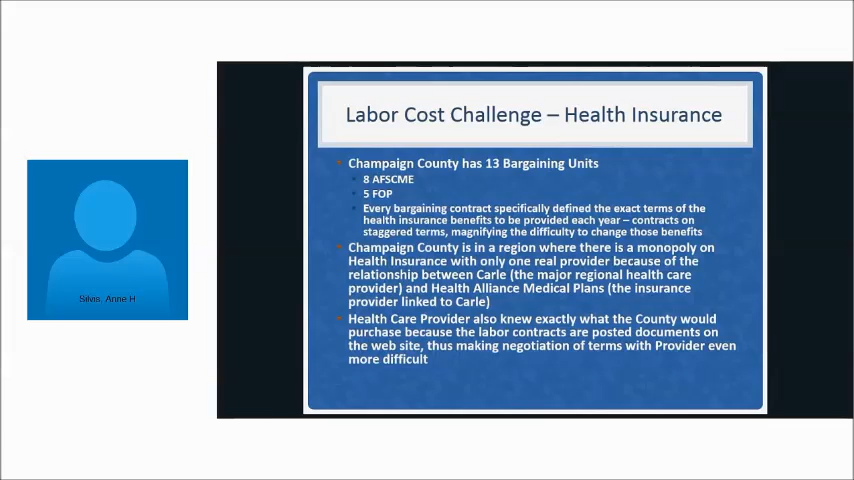 Labor Cost Challenge – Health Insurance
Champaign County has 13 Bargaining Units
8 AFSCME
5 FOP
Every bargaining contract specifically defined the exact terms of the
health insurance benefits to be provided each year – contracts on
staggered terms, magnifying the difficulty to change those benefits
Champaign County is in a region where there is a monopoly on
Health Insurance with only one real provider because of the
relationship between Carle (the major regional health care
provider) and Health Alliance Medical Plans (the insurance
provider linked to Carle)
Health Care Provider also knew exactly what the County would
purchase because the labor contracts are posted documents on
the web site, thus making negotiation of terms with Provider even
more difficult
Silvis, Anne H